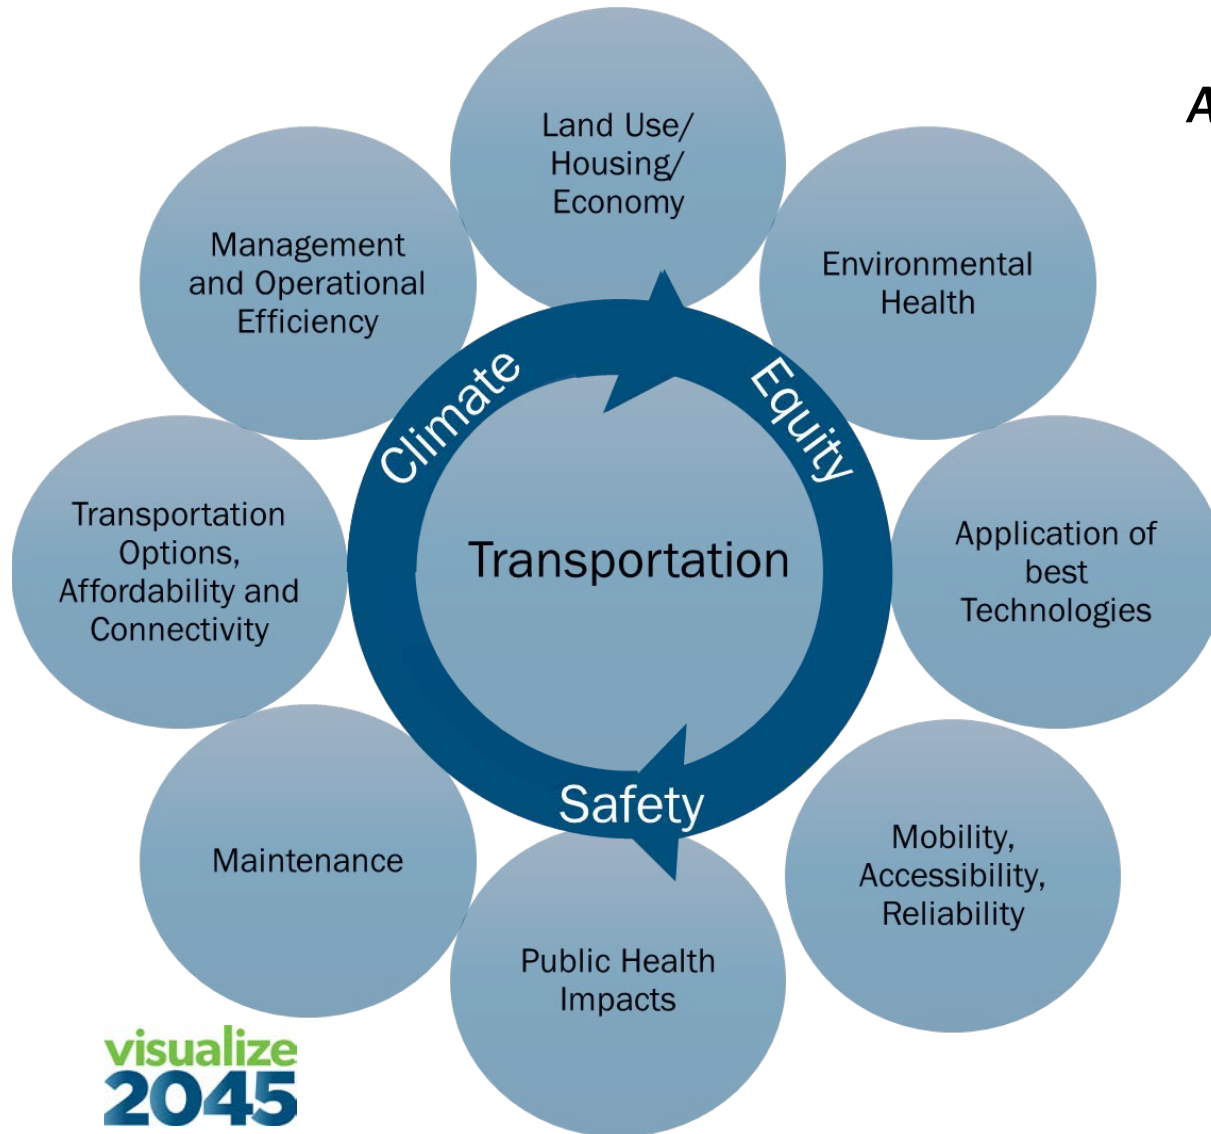 A
Land Use/
Housing/
Economy
Environmental
Health
Application of
best
Technologies
Mobility,
Accessibility,
Reliability
Public Health
Impacts
Maintenance
Transportation
Options,
Affordability and
Connectivity
Management
and Operational
Efficiency
Climate
Equity
Safety
Transportation
visualize
2045